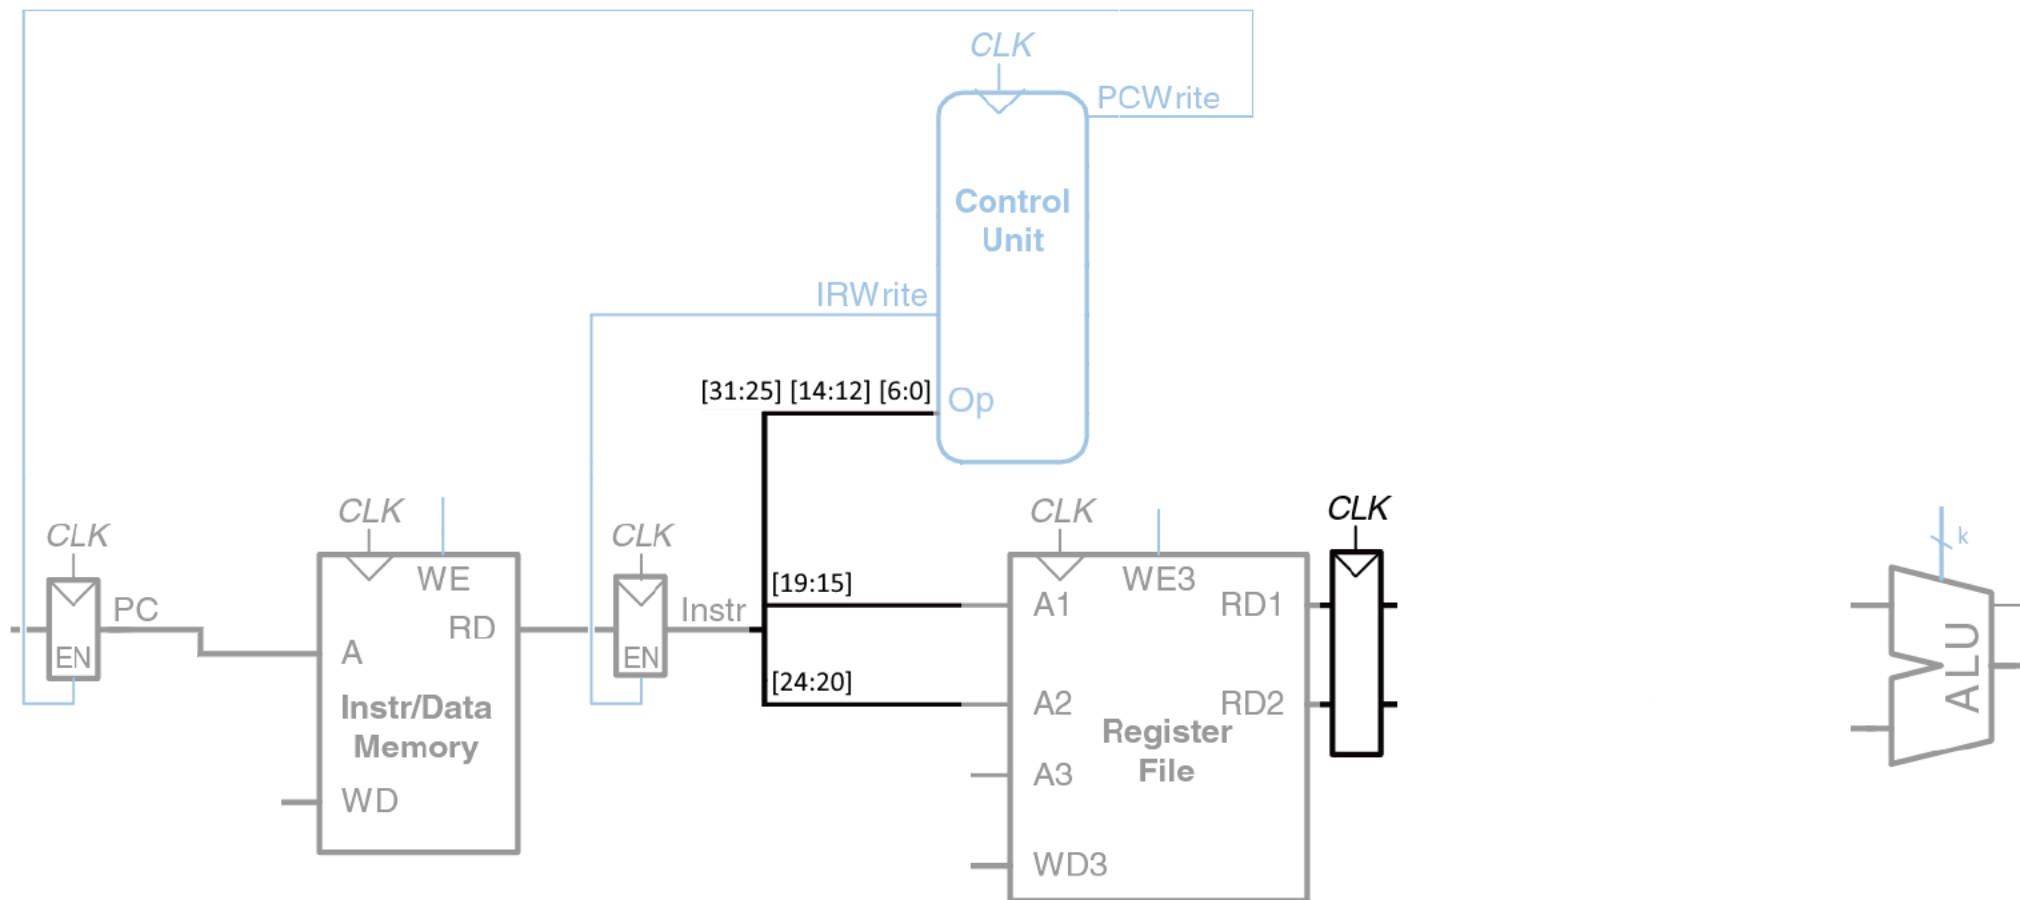 CLK
PCWrite
Control
Unit
IRWrite
[31:25] [14:12] [6:0]
Op
CLK
CLK
CLK
CLK
CLK
k
WE
WE3
[19:15]
PC
Instr
A1
RD1
RD
EN
A
EN
ALU
[24:20]
Instr/Data
Memory
A2
RD2
Register
File
A3
WD
WD3